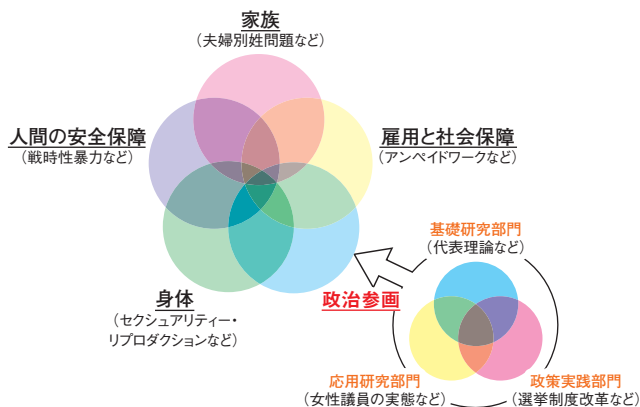 家族
(夫婦別姓問題など)
人間の安全保障
(戦時性暴力など)
雇用と社会保障
(アンペイドワークなど)
身体
(セクシュアリティー・
リプロダクションなど)
政治参画
基礎研究部門
(代表理論など)
応用研究部門
(女性議員の実態など)
政策実践部門
(選挙制度改革など)